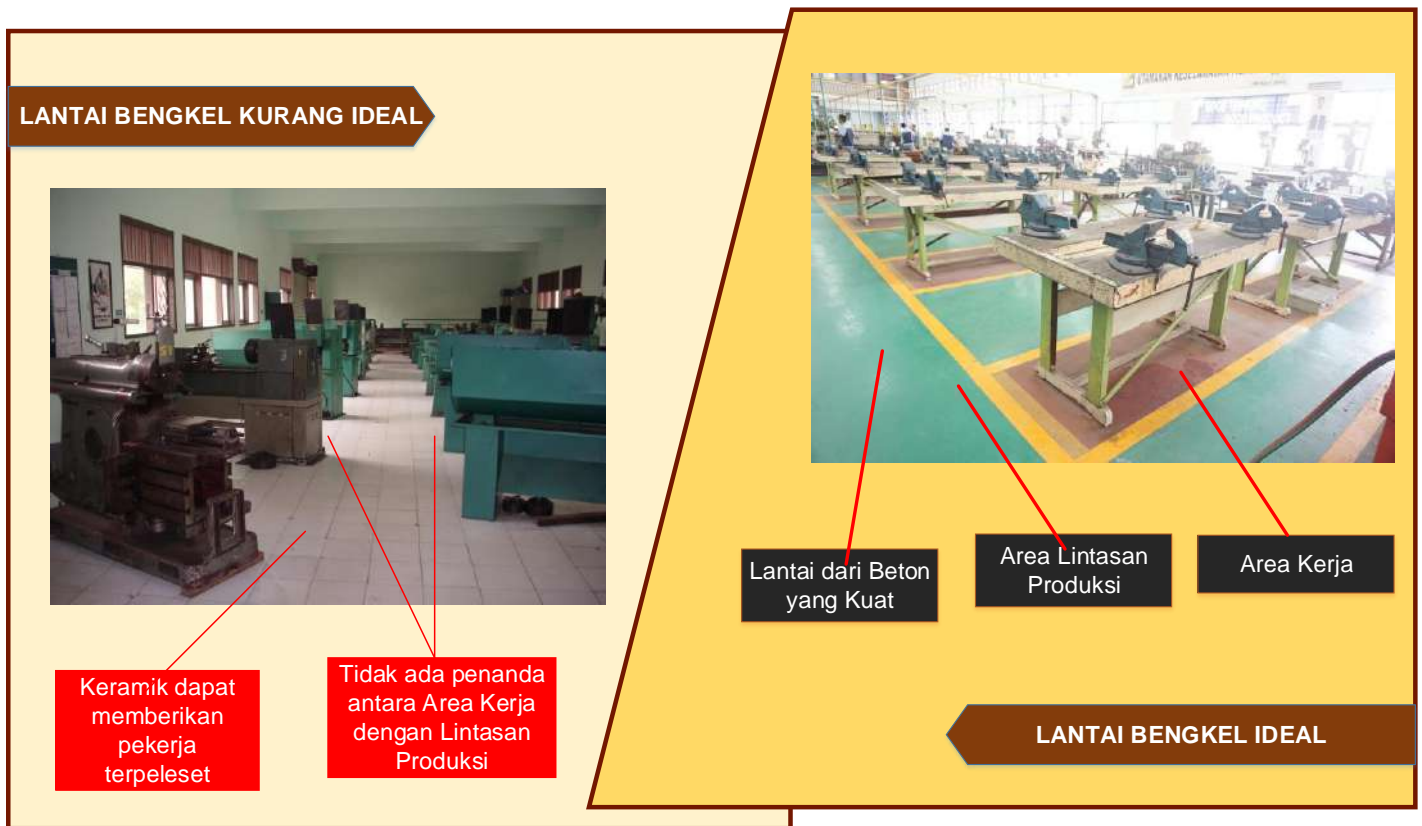 LANTAI BENGKEL KURANG IDEAL
Keramik dapat
memberikan
pekerja
terpeleset
Tidak ada penanda
antara Area Kerja
dengan Lintasan
Produksi
Lantai dari Beton
yang Kuat
Area Lintasan
Produksi
Area Kerja
LANTAI BENGKEL IDEAL